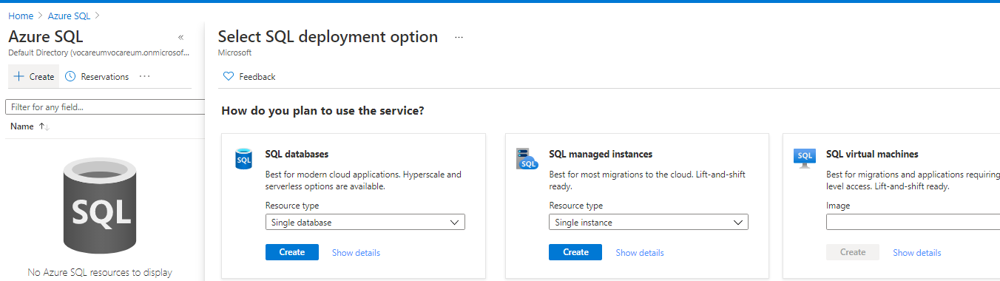 Home > Azure SQL >
Azure SQL
«
Default Directory (vocareumvocareum.onmicrosof...
+ Create
Reservations
...
Filter for any field...
Name ↑↓
SQL
No Azure SQL resources to display
Select SQL deployment option
...
Microsoft
Feedback
How do you plan to use the service?
SQL
SQL databases
Best for modern cloud applications. Hyperscale and
serverless options are available.
Resource type
Single database
Create
Show details
SQL
SQL managed instances
Best for most migrations to the cloud. Lift-and-shift
ready.
Resource type
Single instance
Create
Show details
SQL
SQL virtual machines
Best for migrations and applications requiring
level access. Lift-and-shift ready.
Image
Create
Show details